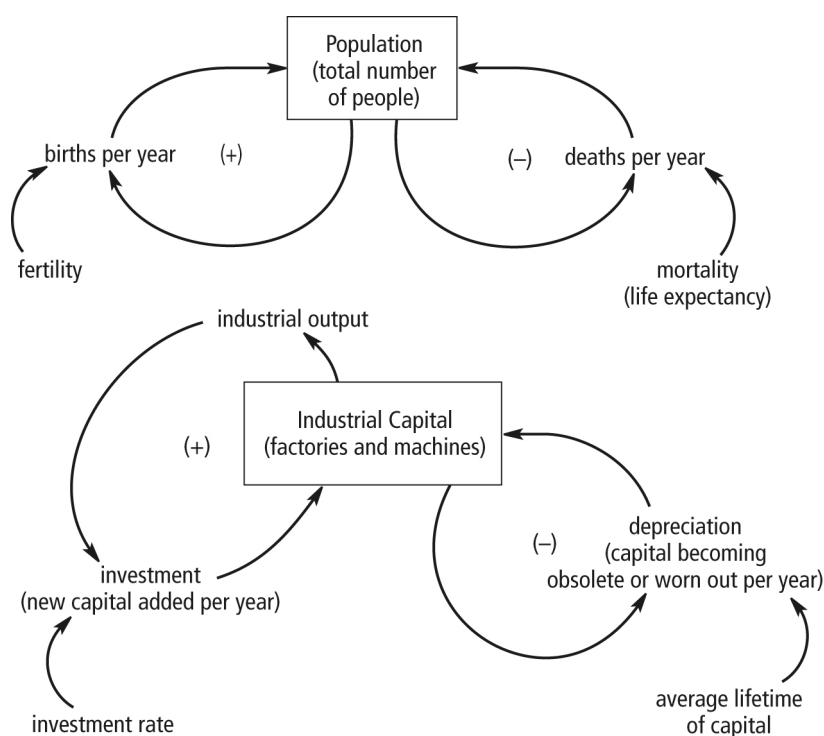 Population
(total number
of people)
births per year
(+)
(–)
deaths per year
fertility
mortality
(life expectancy)
industrial output
Industrial Capital
(factories and machines)
(+)
depreciation
(capital becoming
obsolete or worn out per year)
(–)
investment
(new capital added per year)
average lifetime
of capital
investment rate